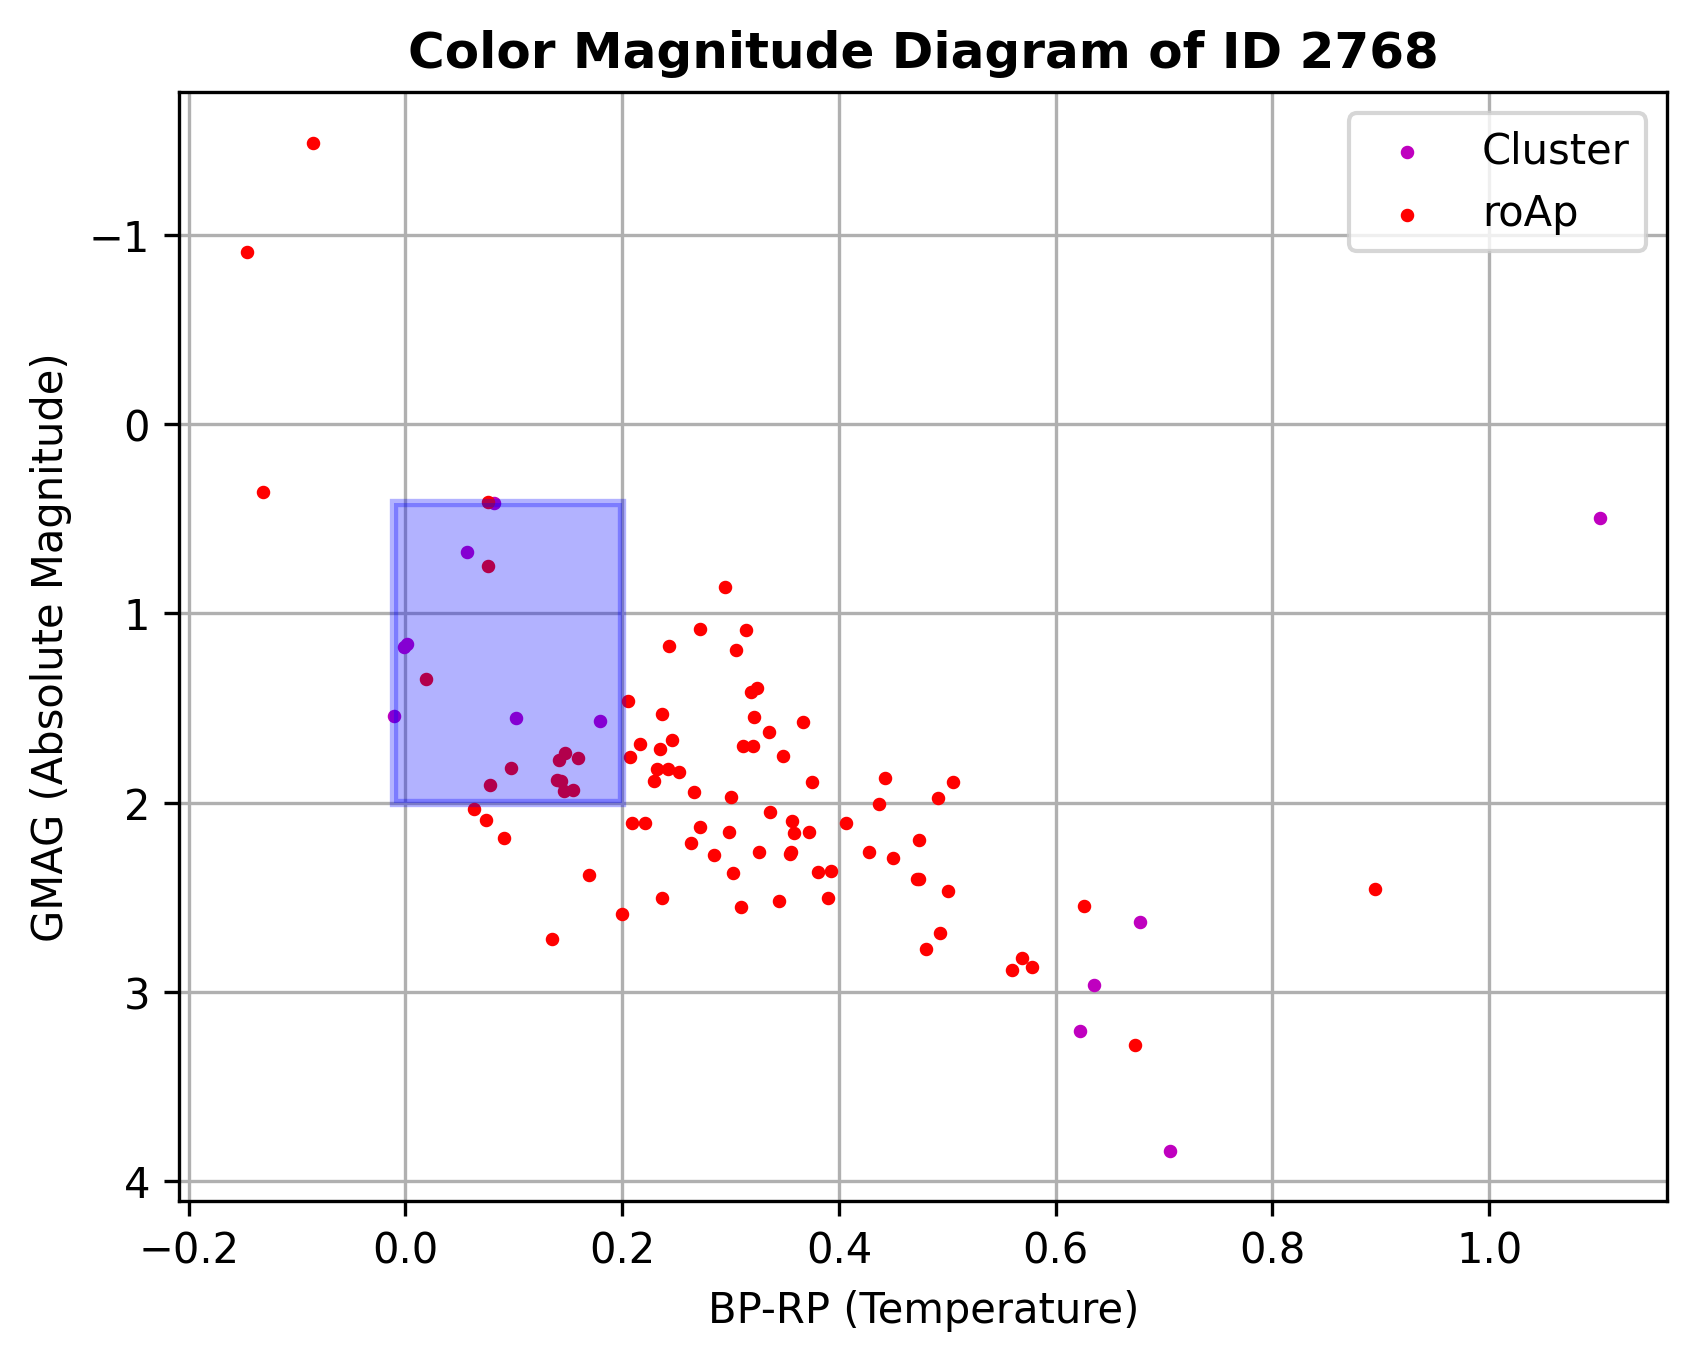 Color Magnitude Diagram of ID 2768
Cluster
roAp
GMAG (Absolute Magnitude)
−1
0
1
2
3
4
−0.2 0.0 0.2 0.4 0.6 0.8 1.0
BP-RP (Temperature)